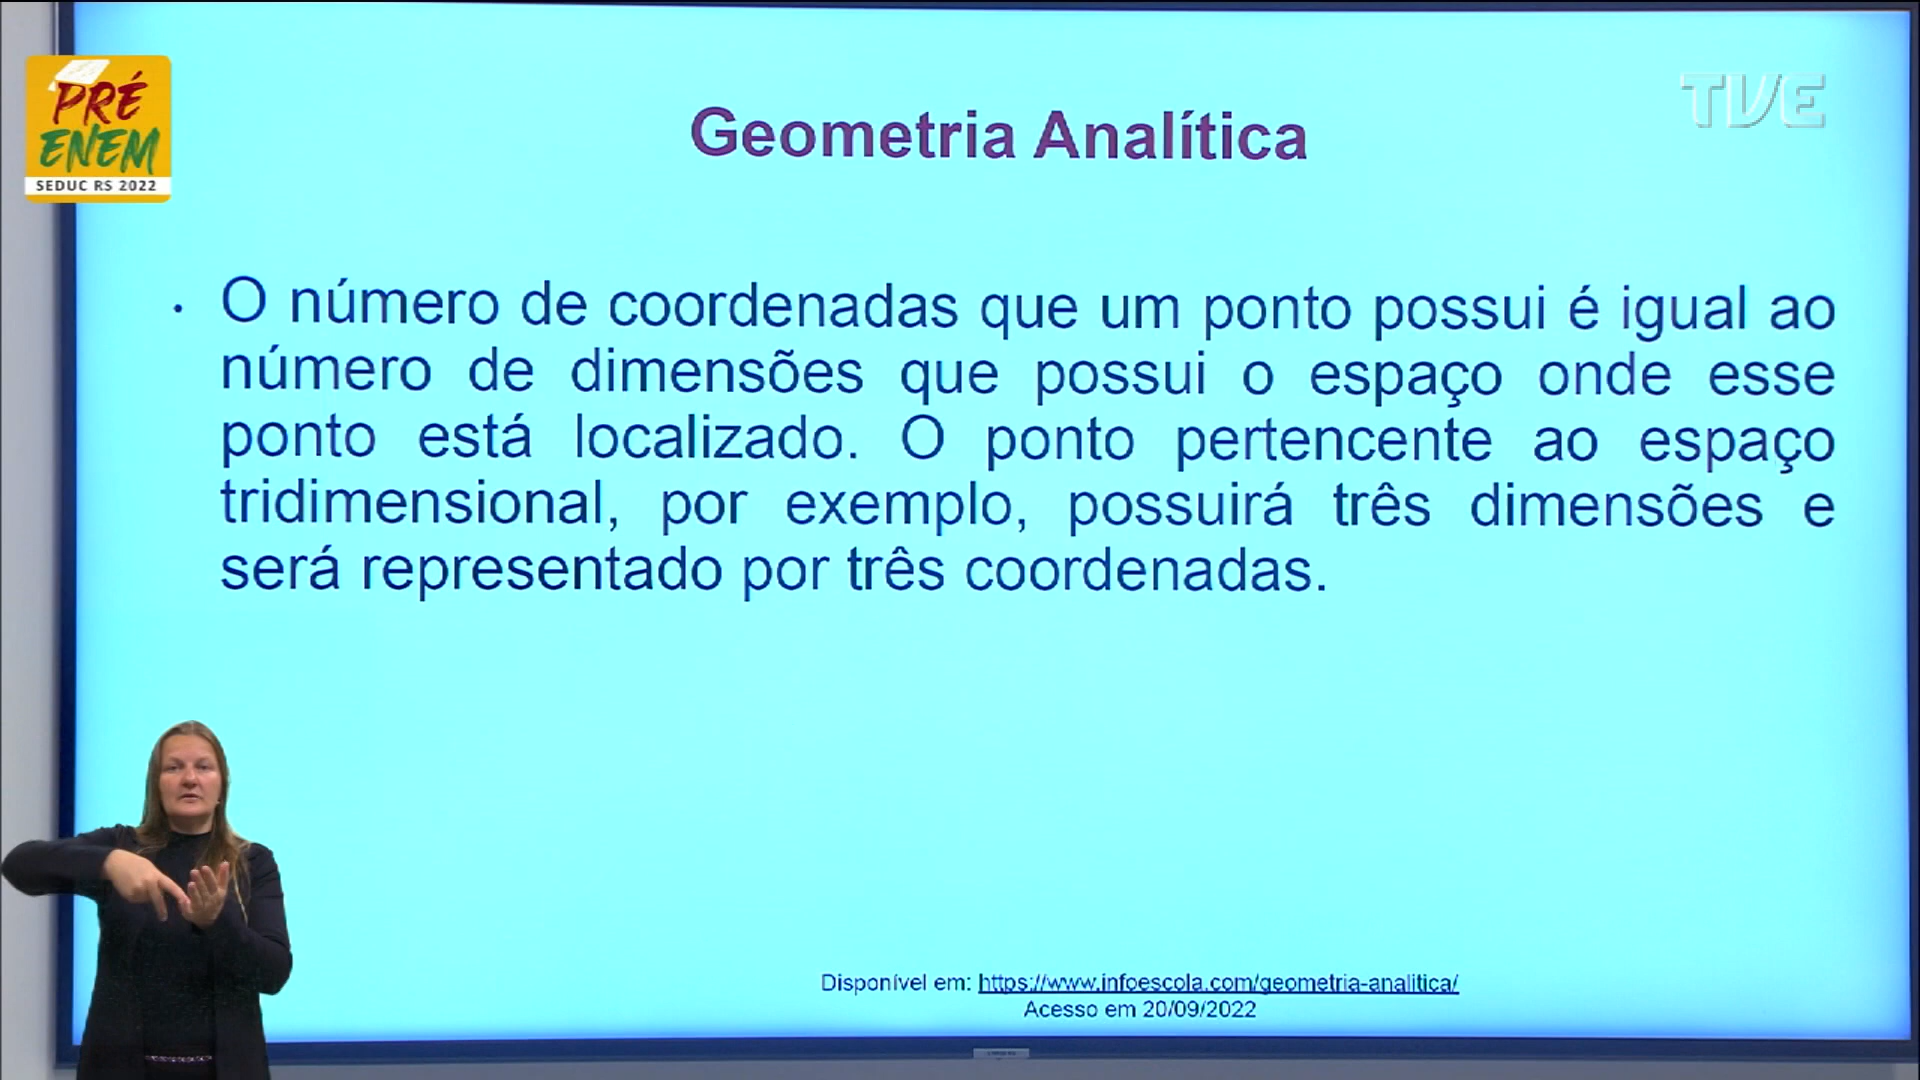 PRÉ
ENEM
SEDUC RS 2022
TVE
Geometria Analítica
• O número de coordenadas que um ponto possui é igual ao
número de dimensões que possui o espaço onde esse
ponto está localizado. O ponto pertencente ao espaço
tridimensional, por exemplo, possuirá três dimensões e
será representado por três coordenadas.
Disponível em: https://www.infoescola.com/geometria-analitica/
Acesso em 20/09/2022